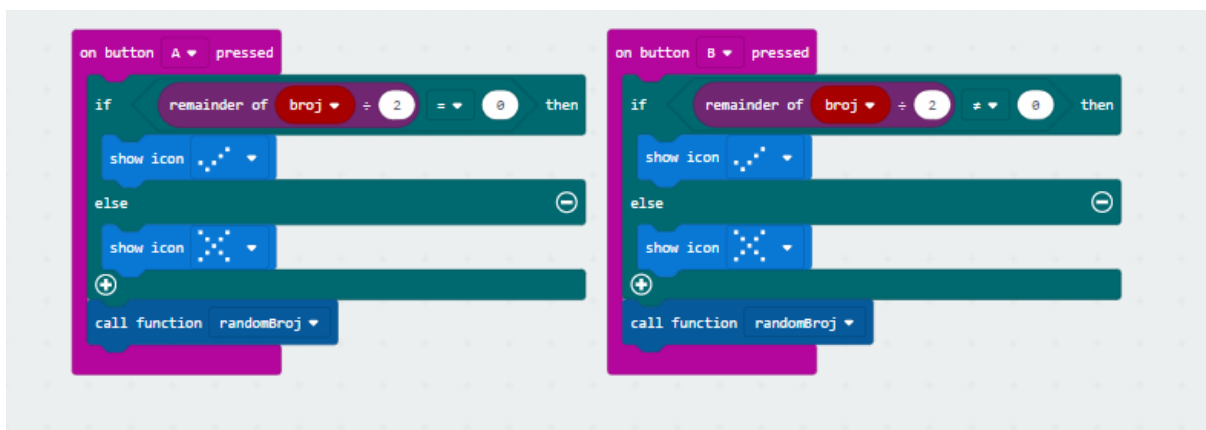 on button A pressed
if remainder of broj ÷ 2 = 0 then
show icon
else
show icon
call function randomBroj
on button B pressed
if remainder of broj ÷ 2 ≠ 0 then
show icon
else
show icon
call function randomBroj